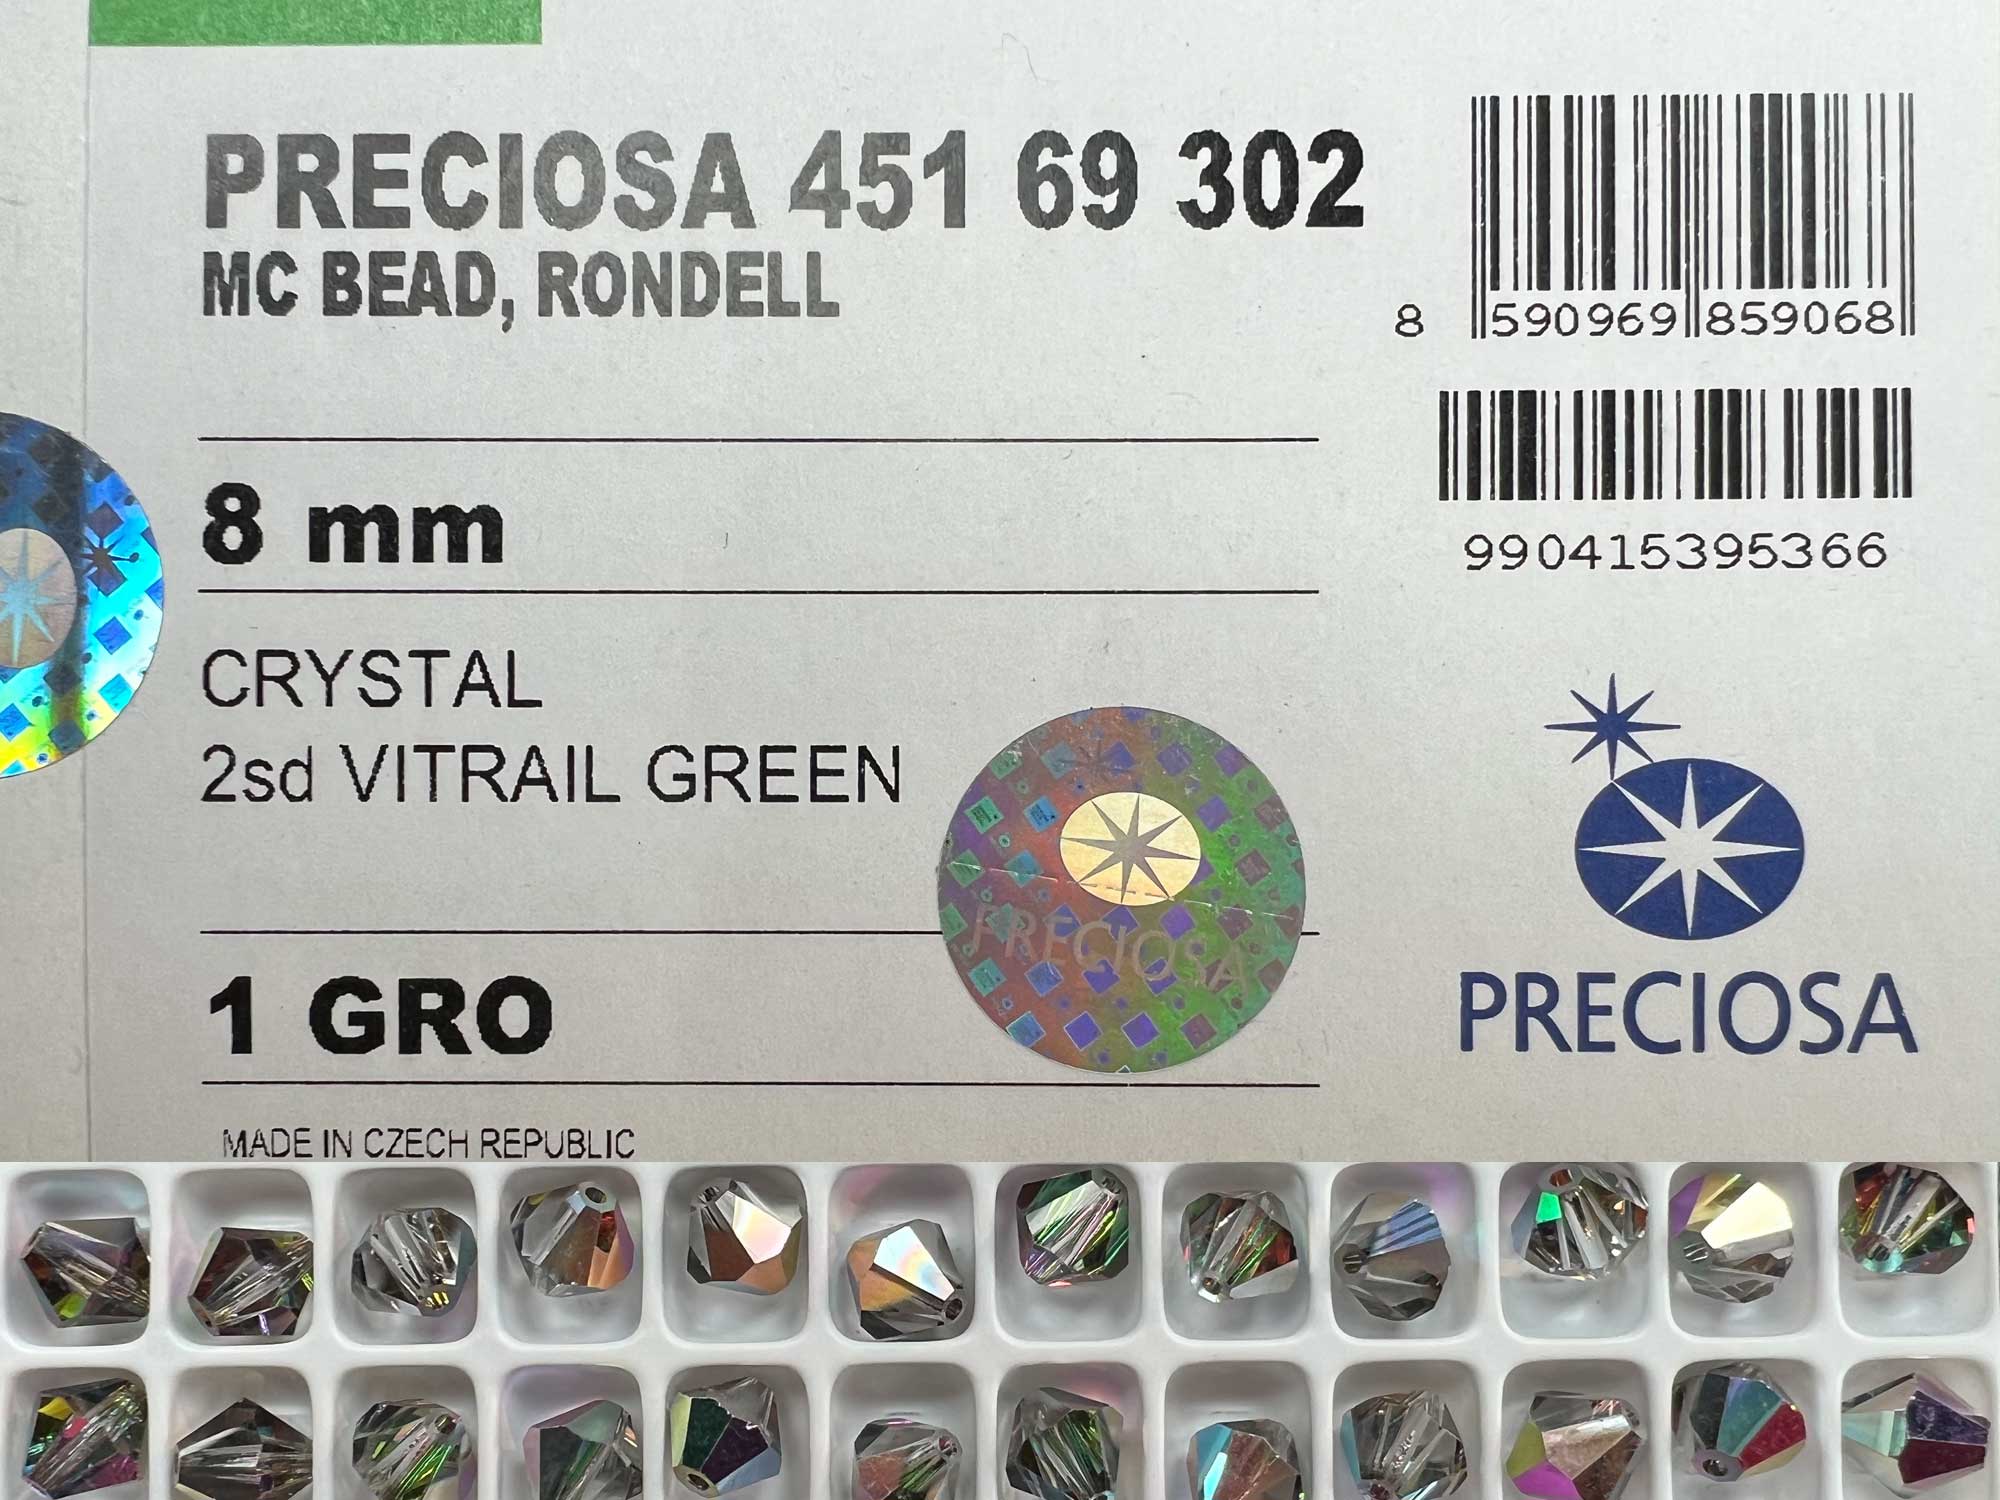 PRECIOSA 451 69 302
MC BEAD, RONDELL
8 590969 859068
990415395366
8 mm
CRYSTAL
2sd VITRAIL GREEN
PRECIOSA
1 GRO
PRECIOSA
MADE IN CZECH REPUBLIC